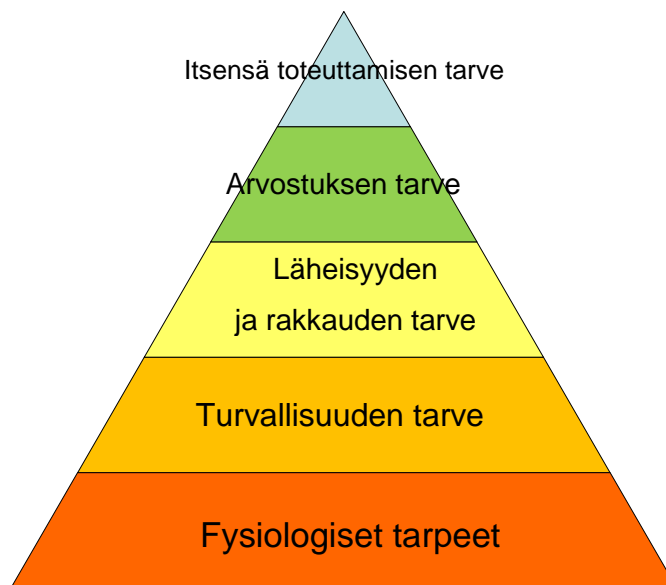 Itsensä toteuttamisen tarve
Arvostuksen tarve
Läheisyyden
ja rakkauden tarve
Turvallisuuden tarve
Fysiologiset tarpeet